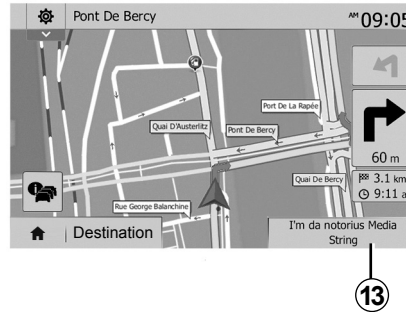 Pont De Bercy
AM 09:05
Port De La Rapée
Quai D'Austerlitz
Pont De Bercy
60 m
Quai De Bercy
3.1 km
9:11 a
Rue George Balanchine
Destination
I'm da notorius Media
String
13